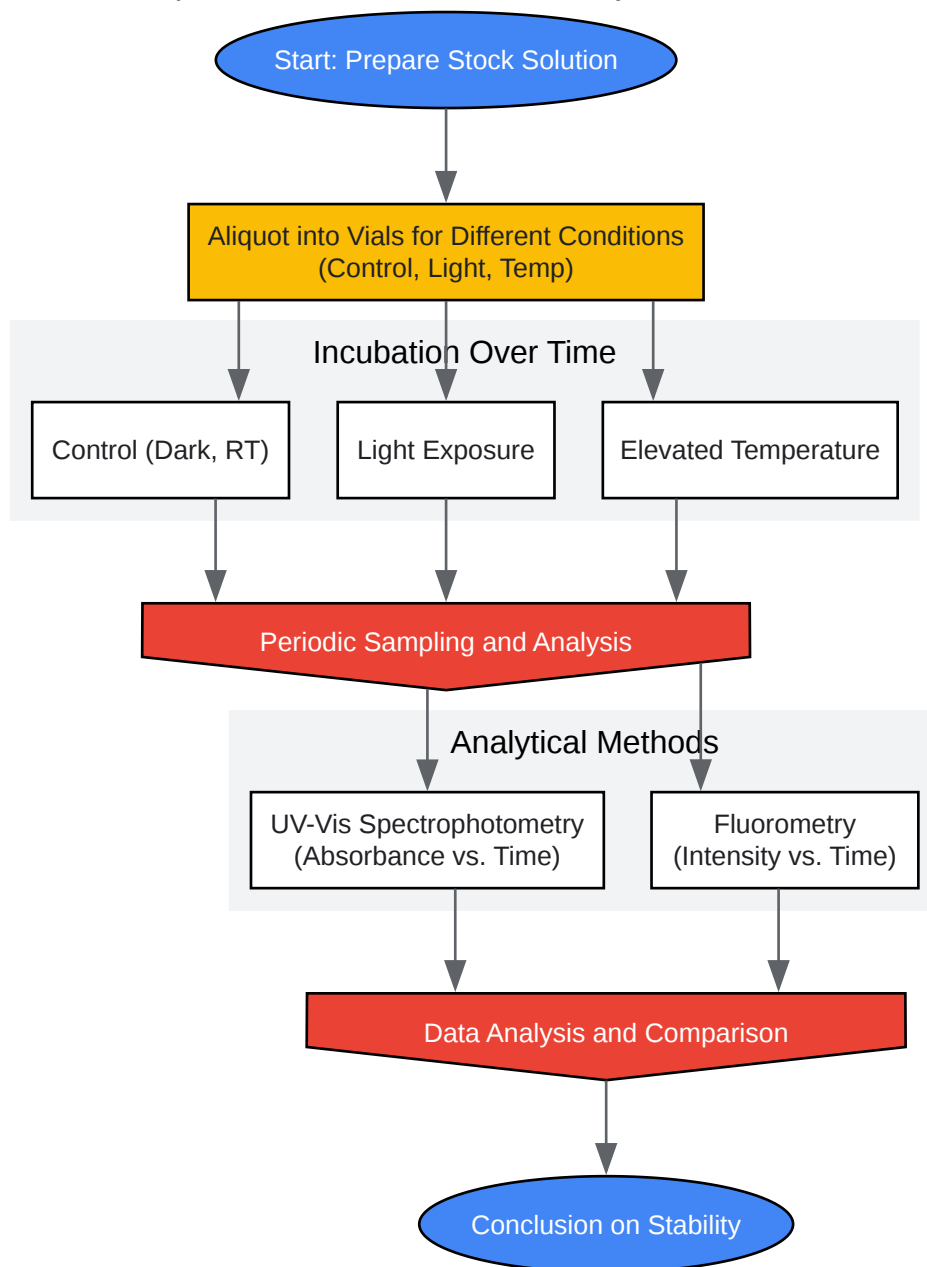 Start: Prepare Stock Solution
Aliquot into Vials for Different Conditions
(Control, Light, Temp)
Incubation Over Time
Control (Dark, RT)
Light Exposure
Elevated Temperature
Periodic Sampling and Analysis
Analytical Methods
UV-Vis Spectrophotometry
(Absorbance vs. Time)
Fluorometry
(Intensity vs. Time)
Data Analysis and Comparison
Conclusion on Stability